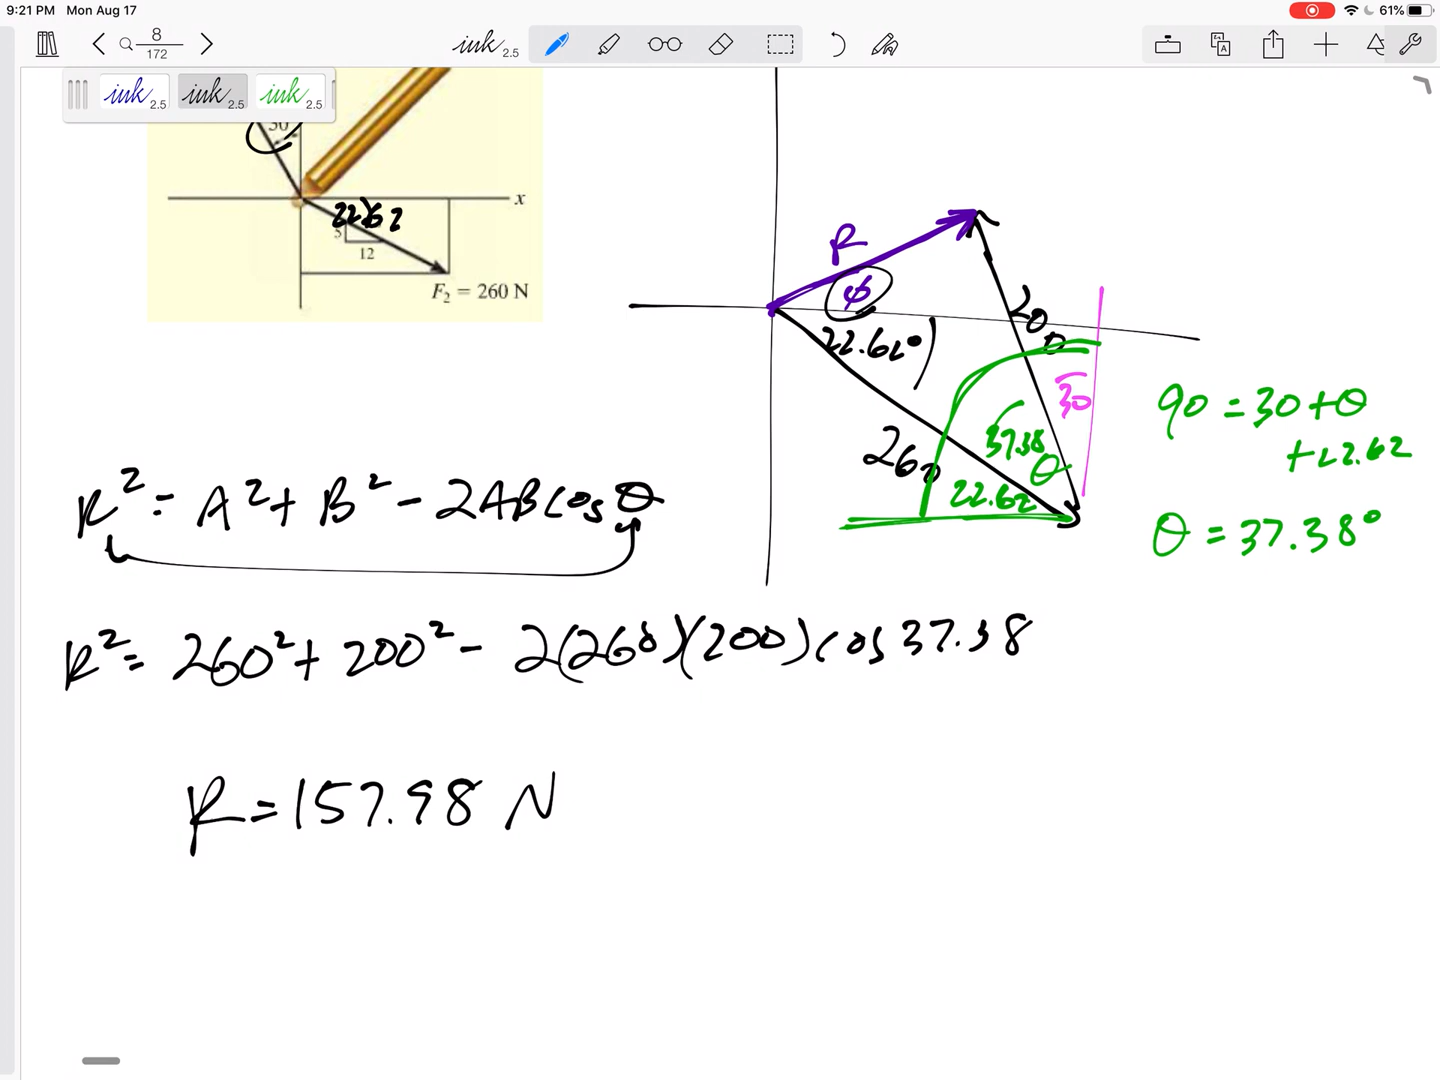 9:21 PM Mon Aug 17
61%
8
172
ink 2.5
ink 2.5
ink 2.5
ink 2.5
30
x
22.62
5
12
F₂ = 260 N
R
ϕ
22.62°
200
30
260
37.38
θ
22.62
90 = 30 + θ
+ 22.62
θ = 37.38°
R² = A² + B² - 2AB cos θ
R² = 260² + 200² - 2(260)(200) cos 37.38
R = 157.98 N